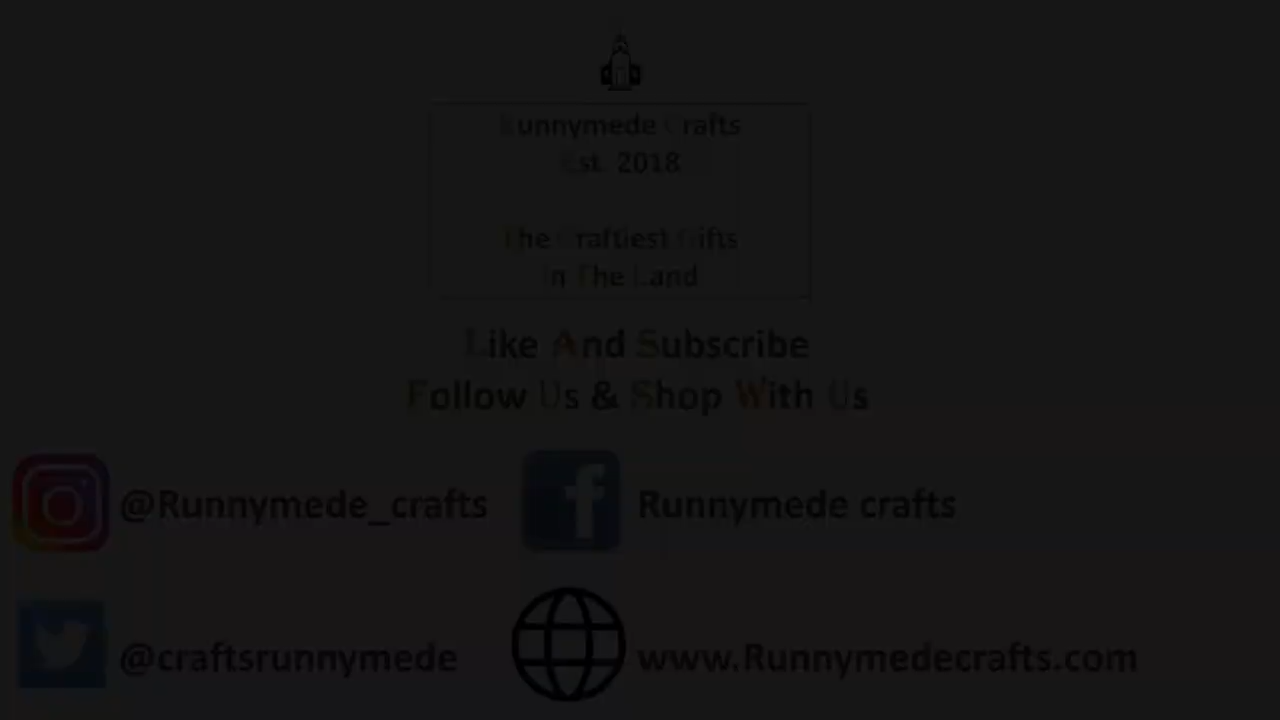 Runnymede Crafts
Est. 2018
The Craftiest Gifts
In The Land
Like And Subscribe
Follow Us & Shop With Us
@Runnymede_crafts
Runnymede crafts
@craftsrunnymede
www.Runnymedecrafts.com